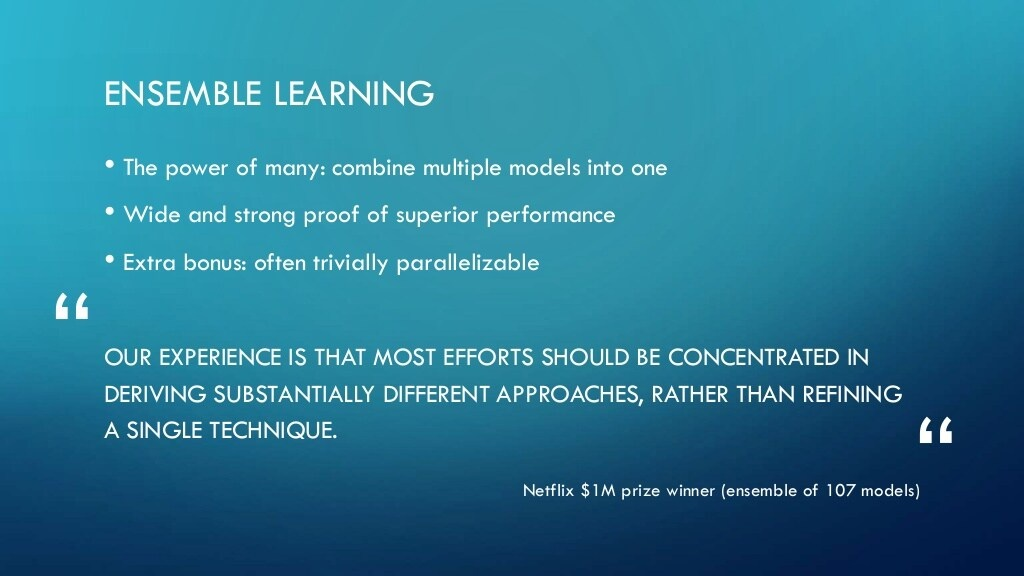 ENSEMBLE LEARNING
• The power of many: combine multiple models into one
• Wide and strong proof of superior performance
• Extra bonus: often trivially parallelizable
“
OUR EXPERIENCE IS THAT MOST EFFORTS SHOULD BE CONCENTRATED IN
DERIVING SUBSTANTIALLY DIFFERENT APPROACHES, RATHER THAN REFINING
A SINGLE TECHNIQUE.
“
Netflix $1M prize winner (ensemble of 107 models)